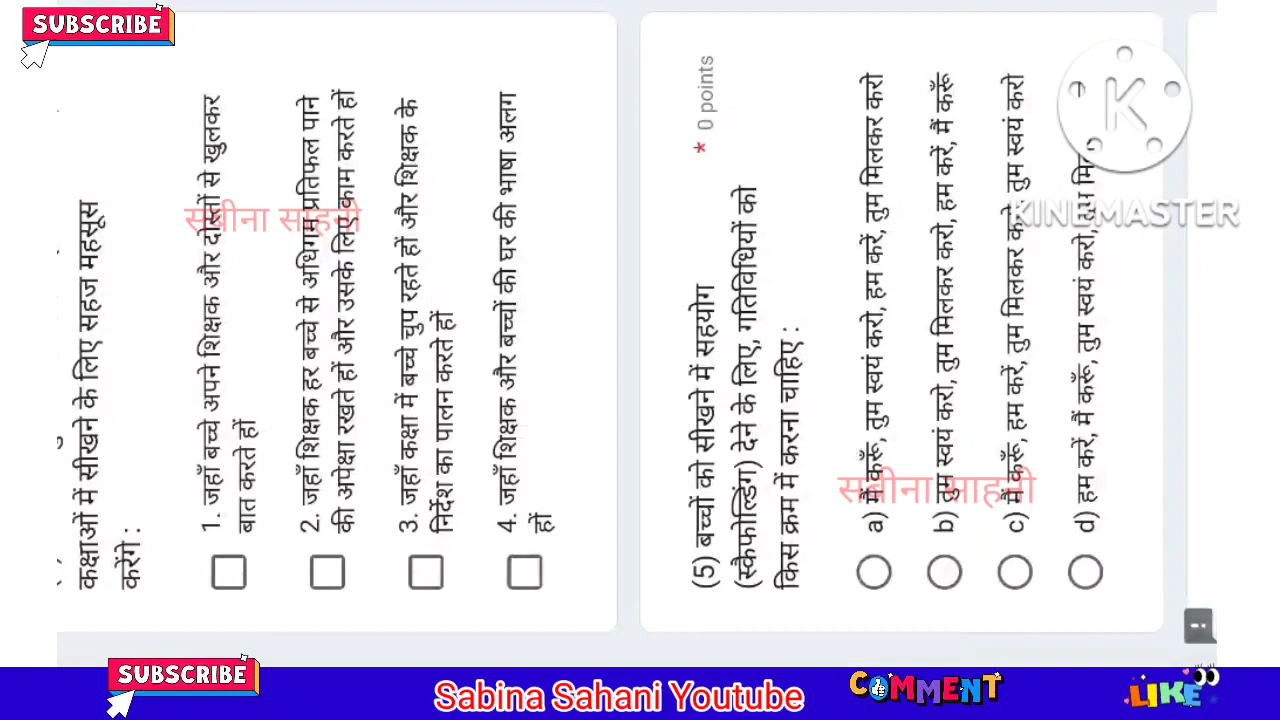 SUBSCRIBE
कक्षाओं में सीखने के लिए सहज महसूस
करेंगे :
1. जहाँ बच्चे अपने शिक्षक और दोस्तों से खुलकर
बात करते हों
2. जहाँ शिक्षक हर बच्चे से अधिगम प्रतिफल पाने
की अपेक्षा रखते हों और उसके लिए काम करते हों
3. जहाँ कक्षा में बच्चे चुप रहते हों और शिक्षक के
निर्देश का पालन करते हों
4. जहाँ शिक्षक और बच्चों की घर की भाषा अलग
हों
सबीना साहनी
(5) बच्चों को सीखने में सहयोग
(स्कैफोल्डिंग) देने के लिए, गतिविधियों को
किस क्रम में करना चाहिए :
* 0 points
a) मैं करूँ, तुम स्वयं करो, हम करें, तुम मिलकर करो
b) तुम स्वयं करो, तुम मिलकर करो, हम करें, मैं करूँ
c) मैं करूँ, हम करें, तुम मिलकर करो, तुम स्वयं करो
d) हम करें, मैं करूँ, तुम स्वयं करो,
सबीना साहनी
K
KINEMASTER
SUBSCRIBE
Sabina Sahani Youtube
COMMENT
LIKE